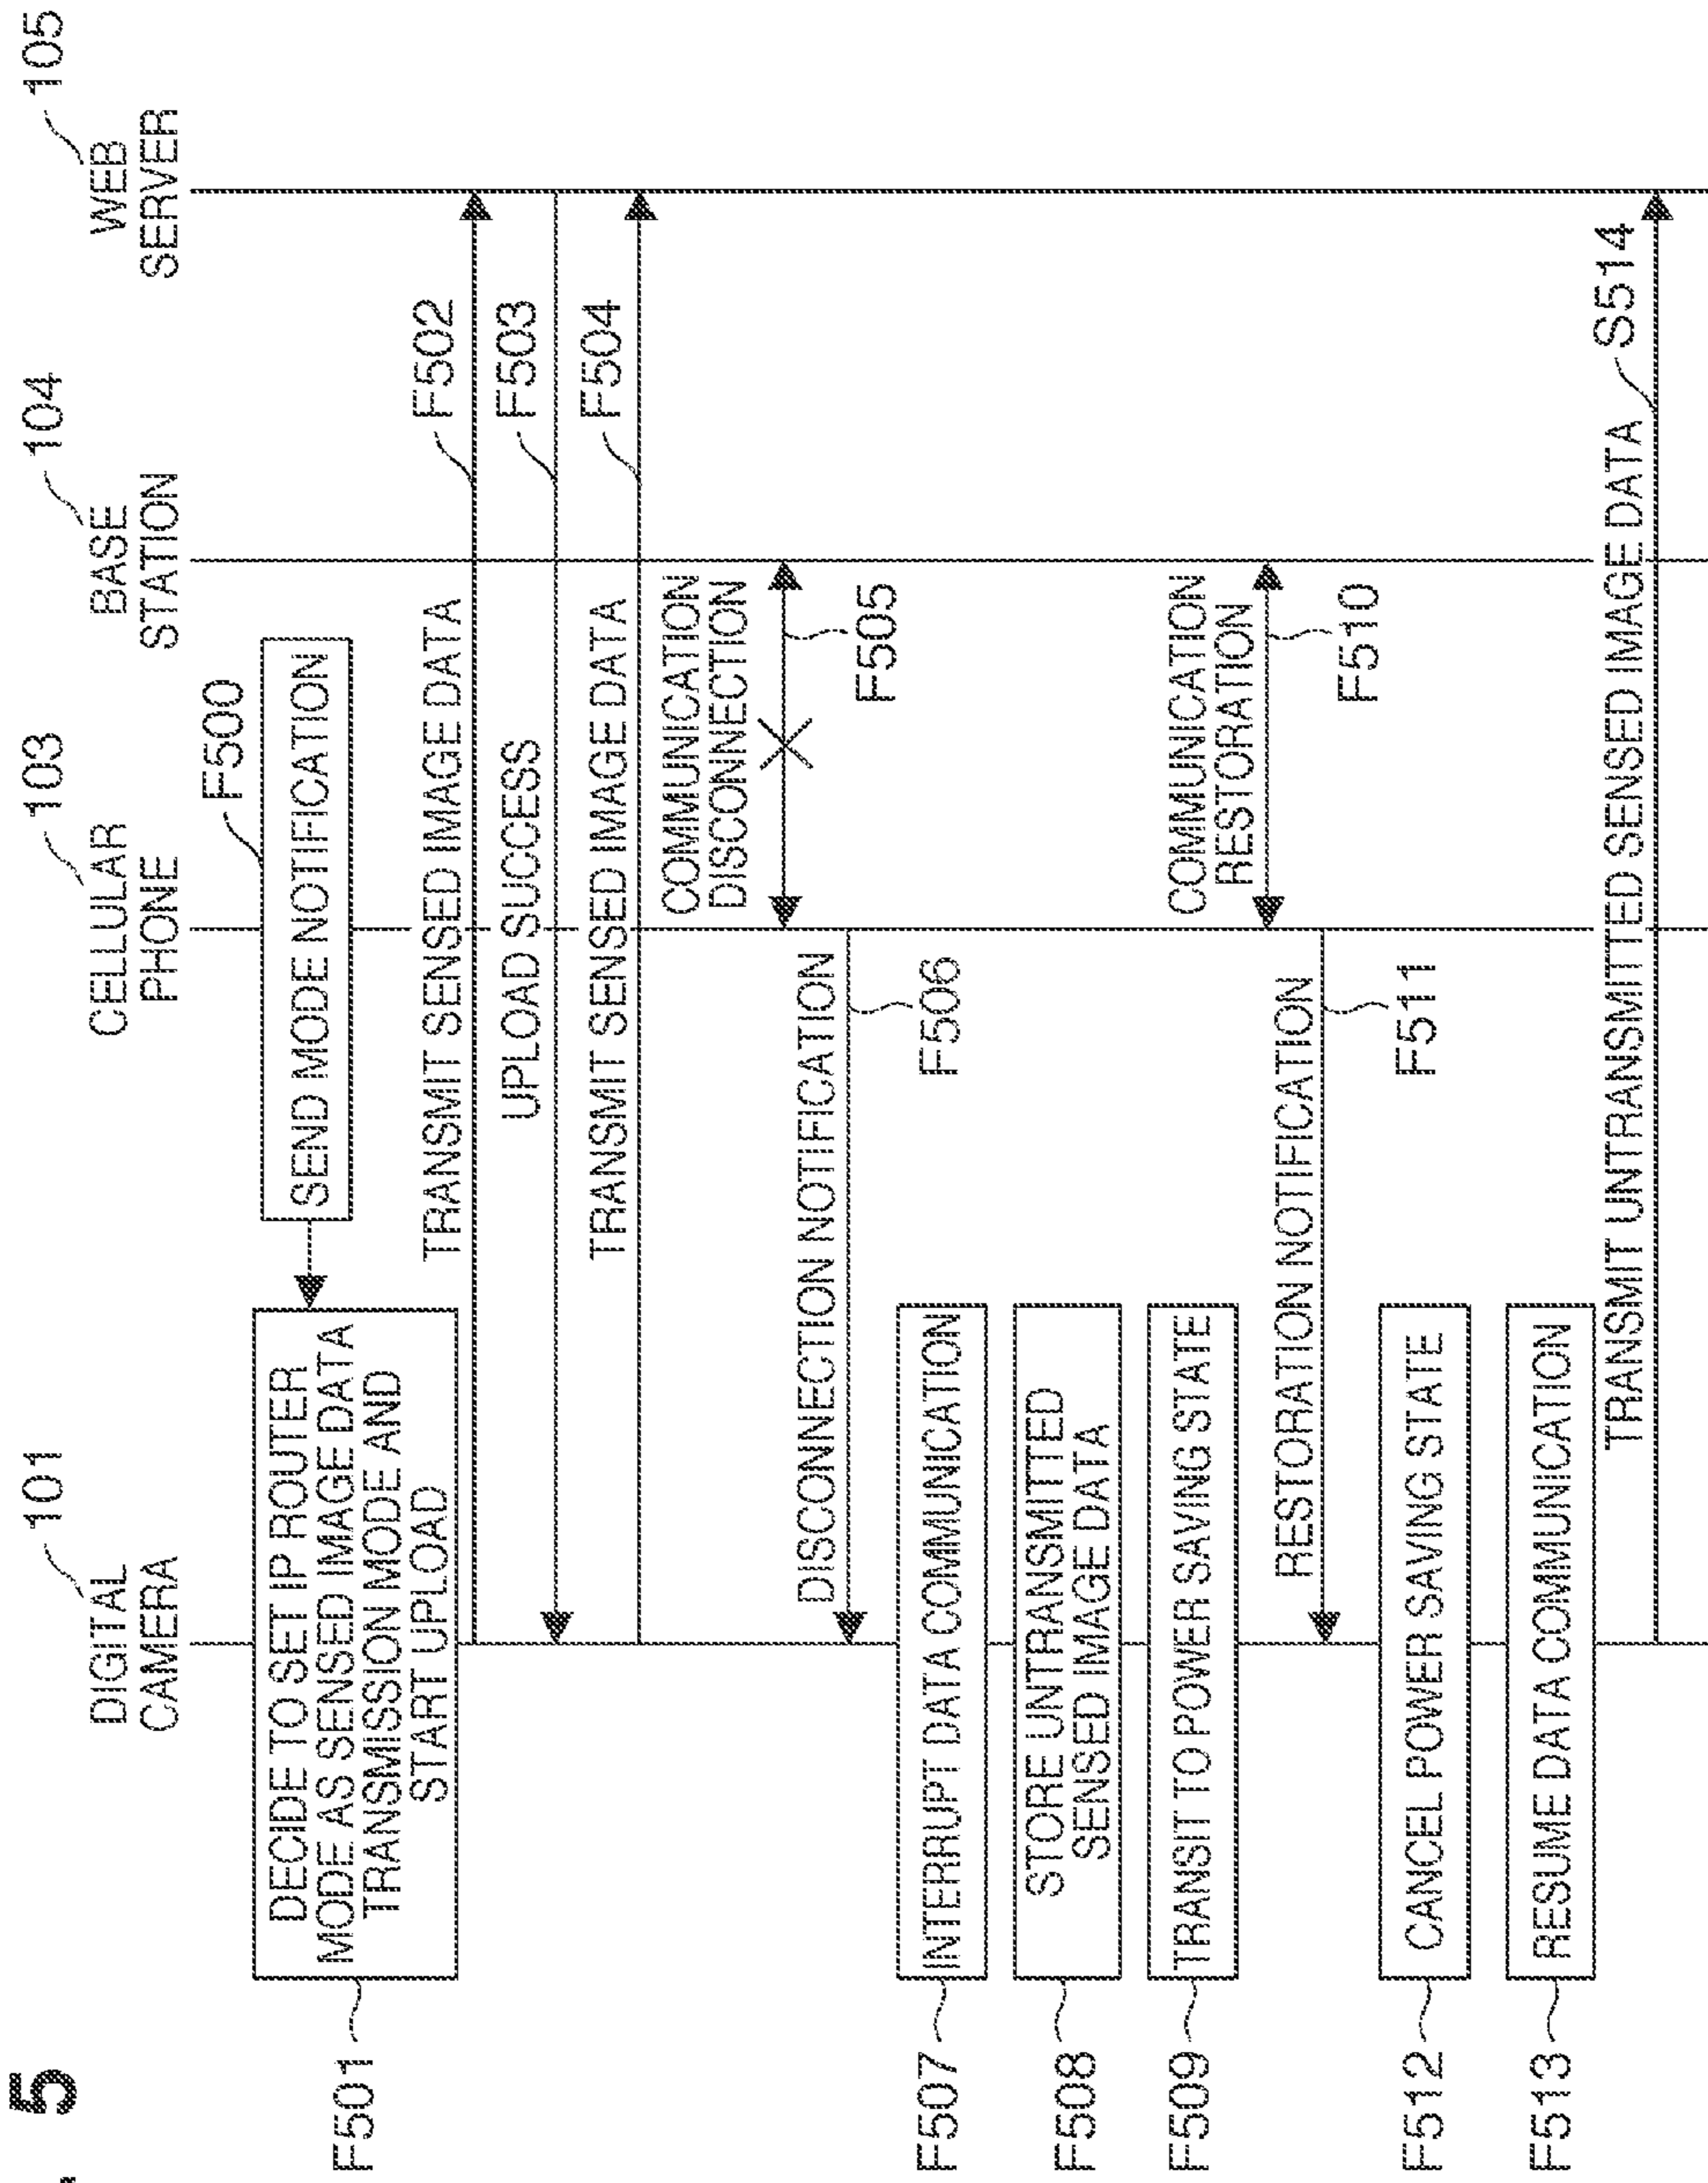 5
DIGITAL
CAMERA
101
CELLULAR
PHONE
103
BASE
STATION
104
WEB
SERVER
105
F500
SEND MODE NOTIFICATION
F501
DECIDE TO SET IP ROUTER
MODE AS SENSED IMAGE DATA
TRANSMISSION MODE AND
START UPLOAD
TRANSMIT SENSED IMAGE DATA
F502
UPLOAD SUCCESS
F503
TRANSMIT SENSED IMAGE DATA
F504
COMMUNICATION
DISCONNECTION
F505
DISCONNECTION NOTIFICATION
F506
F507
INTERRUPT DATA COMMUNICATION
F508
STORE UNTRANSMITTED
SENSED IMAGE DATA
F509
TRANSIT TO POWER SAVING STATE
COMMUNICATION
RESTORATION
F510
RESTORATION NOTIFICATION
F511
F512
CANCEL POWER SAVING STATE
F513
RESUME DATA COMMUNICATION
TRANSMIT UNTRANSMITTED SENSED IMAGE DATA
S514